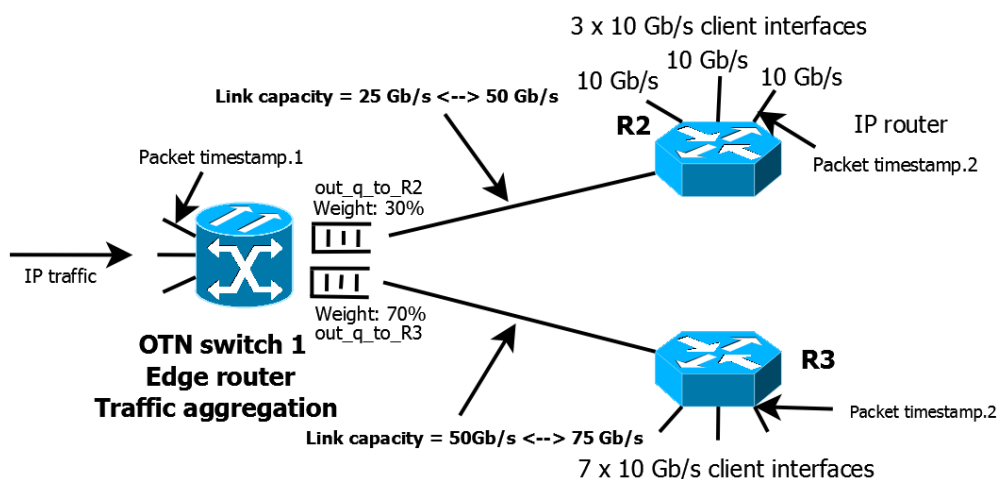 3 x 10 Gb/s client interfaces
10 Gb/s
10 Gb/s
10 Gb/s
Link capacity = 25 Gb/s <--> 50 Gb/s
R2
IP router
Packet timestamp.1
Packet timestamp.2
out_q_to_R2
Weight: 30%
IP traffic
Weight: 70%
out_q_to_R3
OTN switch 1
Edge router
Traffic aggregation
R3
Packet timestamp.2
Link capacity = 50Gb/s <--> 75 Gb/s
7 x 10 Gb/s client interfaces